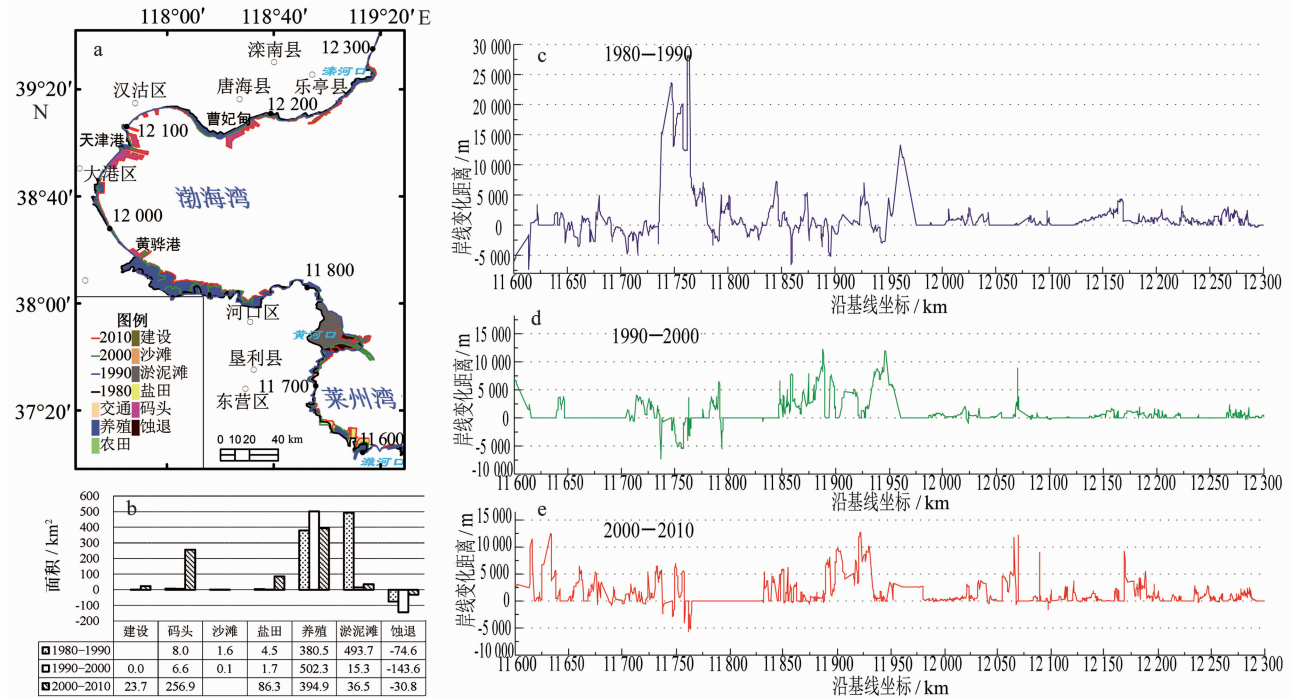 118°00′ 118°40′ 119°20′ E
a
12 300
滦南县
滦河口
39°20′
N
汉沽区
唐海县
乐亭县
12 200
曹妃甸
12 100
天津港
大港区
38°40′
渤海湾
12 000
黄骅港
11 800
38°00′
河口区
图例
黄河口
2010 建设
2000 沙滩
1990 淤泥滩
1980 盐田
交通 码头
养殖 蚀退
农田
垦利县
11 700
东营区
莱州湾
37°20′
0 10 20 40 km
11 600
潍河口
b
面积 / km²
600
500
400
300
200
100
0
-100
-200
建设 码头 沙滩 盐田 养殖 淤泥滩 蚀退
1980-1990 8.0 1.6 4.5 380.5 493.7 -74.6
1990-2000 0.0 6.6 0.1 1.7 502.3 15.3 -143.6
2000-2010 23.7 256.9 86.3 394.9 36.5 -30.8
c
1980-1990
岸线变化距离 / m
30 000
25 000
20 000
15 000
10 000
5 000
0
-5 000
11 600 11 650 11 700 11 750 11 800 11 850 11 900 11 950 12 000 12 050 12 100 12 150 12 200 12 250 12 300
沿基线坐标 / km
d
1990-2000
岸线变化距离 / m
15 000
10 000
5 000
0
-5 000
-10 000
11 600 11 650 11 700 11 750 11 800 11 850 11 900 11 950 12 000 12 050 12 100 12 150 12 200 12 250 12 300
沿基线坐标 / km
e
2000-2010
岸线变化距离 / m
15 000
10 000
5 000
0
-5 000
-10 000
11 600 11 650 11 700 11 750 11 800 11 850 11 900 11 950 12 000 12 050 12 100 12 150 12 200 12 250 12 300
沿基线坐标 / km